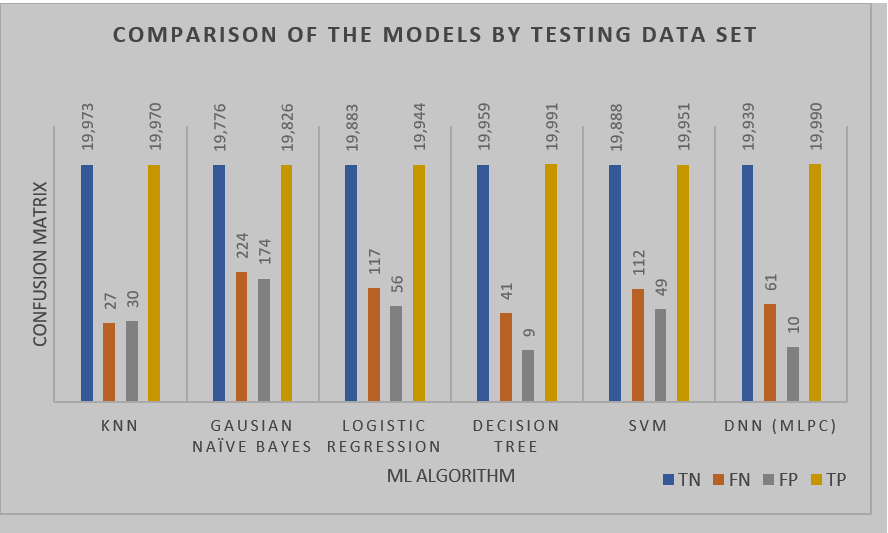 COMPARISON OF THE MODELS BY TESTING DATA SET
CONFUSION MATRIX
19,973
27
30
19,970
19,776
224
174
19,826
19,883
117
56
19,944
19,959
41
9
19,991
19,888
112
49
19,951
19,939
61
10
19,990
KNN
GAUSIAN
NAÏVE BAYES
LOGISTIC
REGRESSION
DECISION
TREE
SVM
DNN (MLPC)
ML ALGORITHM
TN FN FP TP